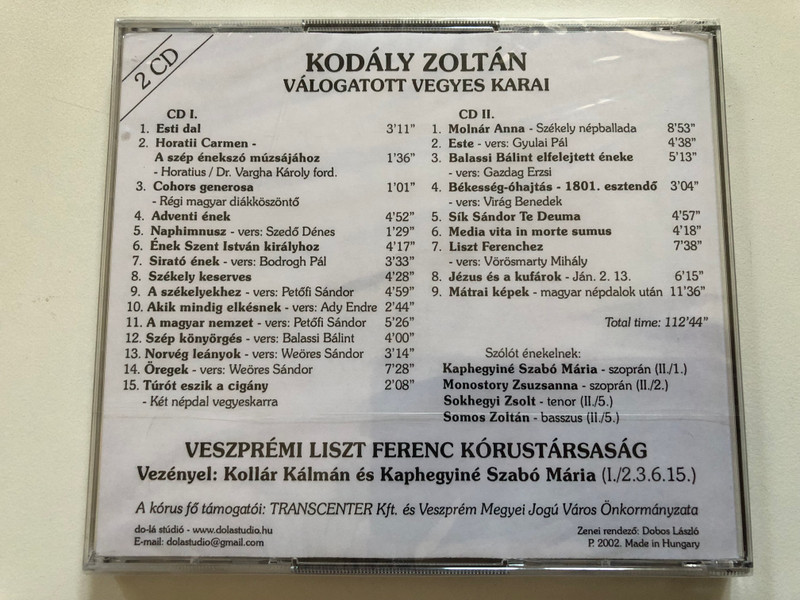 2 CD
KODÁLY ZOLTÁN
VÁLOGATOTT VEGYES KARAI
CD I.
1. Esti dal 3'11"
2. Horatii Carmen -
A szép énekszó múzsájához 1'36"
- Horatius / Dr. Vargha Károly ford.
3. Cohors generosa 1'01"
- Régi magyar diákköszöntő
4. Adventi ének 4'52"
5. Naphimnusz - vers: Szedő Dénes 1'29"
6. Ének Szent István királyhoz 4'17"
7. Sirató ének - vers: Bodrogh Pál 3'33"
8. Székely keserves 4'28"
9. A székelyekhez - vers: Petőfi Sándor 4'59"
10. Akik mindig elkésnek - vers: Ady Endre 2'44"
11. A magyar nemzet - vers: Petőfi Sándor 5'26"
12. Szép könyörgés - vers: Balassi Bálint 4'00"
13. Norvég leányok - vers: Weöres Sándor 3'14"
14. Öregek - vers: Weöres Sándor 7'28"
15. Túrót eszik a cigány 2'08"
- Két népdal vegyeskarra
CD II.
1. Molnár Anna - Székely népballada 8'53"
2. Este - vers: Gyulai Pál 4'38"
3. Balassi Bálint elfelejtett éneke 5'13"
- vers: Gazdag Erzsi
4. Békesség-óhajtás - 1801. esztendő 3'04"
- vers: Virág Benedek
5. Sík Sándor Te Deuma 4'57"
6. Media vita in morte sumus 4'18"
7. Liszt Ferenchez 7'38"
- vers: Vörösmarty Mihály
8. Jézus és a kufárok - Ján. 2. 13. 6'15"
9. Mátrai képek - magyar népdalok után 11'36"
Total time: 112'44"
Szólót énekelnek:
Kaphegyiné Szabó Mária - szoprán (II./1.)
Monostory Zsuzsanna - szoprán (II./2.)
Sokhegyi Zsolt - tenor (II./5.)
Somos Zoltán - basszus (II./5.)
VESZPRÉMI LISZT FERENC KÓRUSTÁRSASÁG
Vezényel: Kollár Kálmán és Kaphegyiné Szabó Mária (I./2.3.6.15.)
A kórus fő támogatói: TRANSCENTER Kft. és Veszprém Megyei Jogú Város Önkormányzata
do-lá stúdió - www.dolastudio.hu
E-mail: dolastudio@gmail.com
Zenei rendező: Dobos László
P. 2002. Made in Hungary